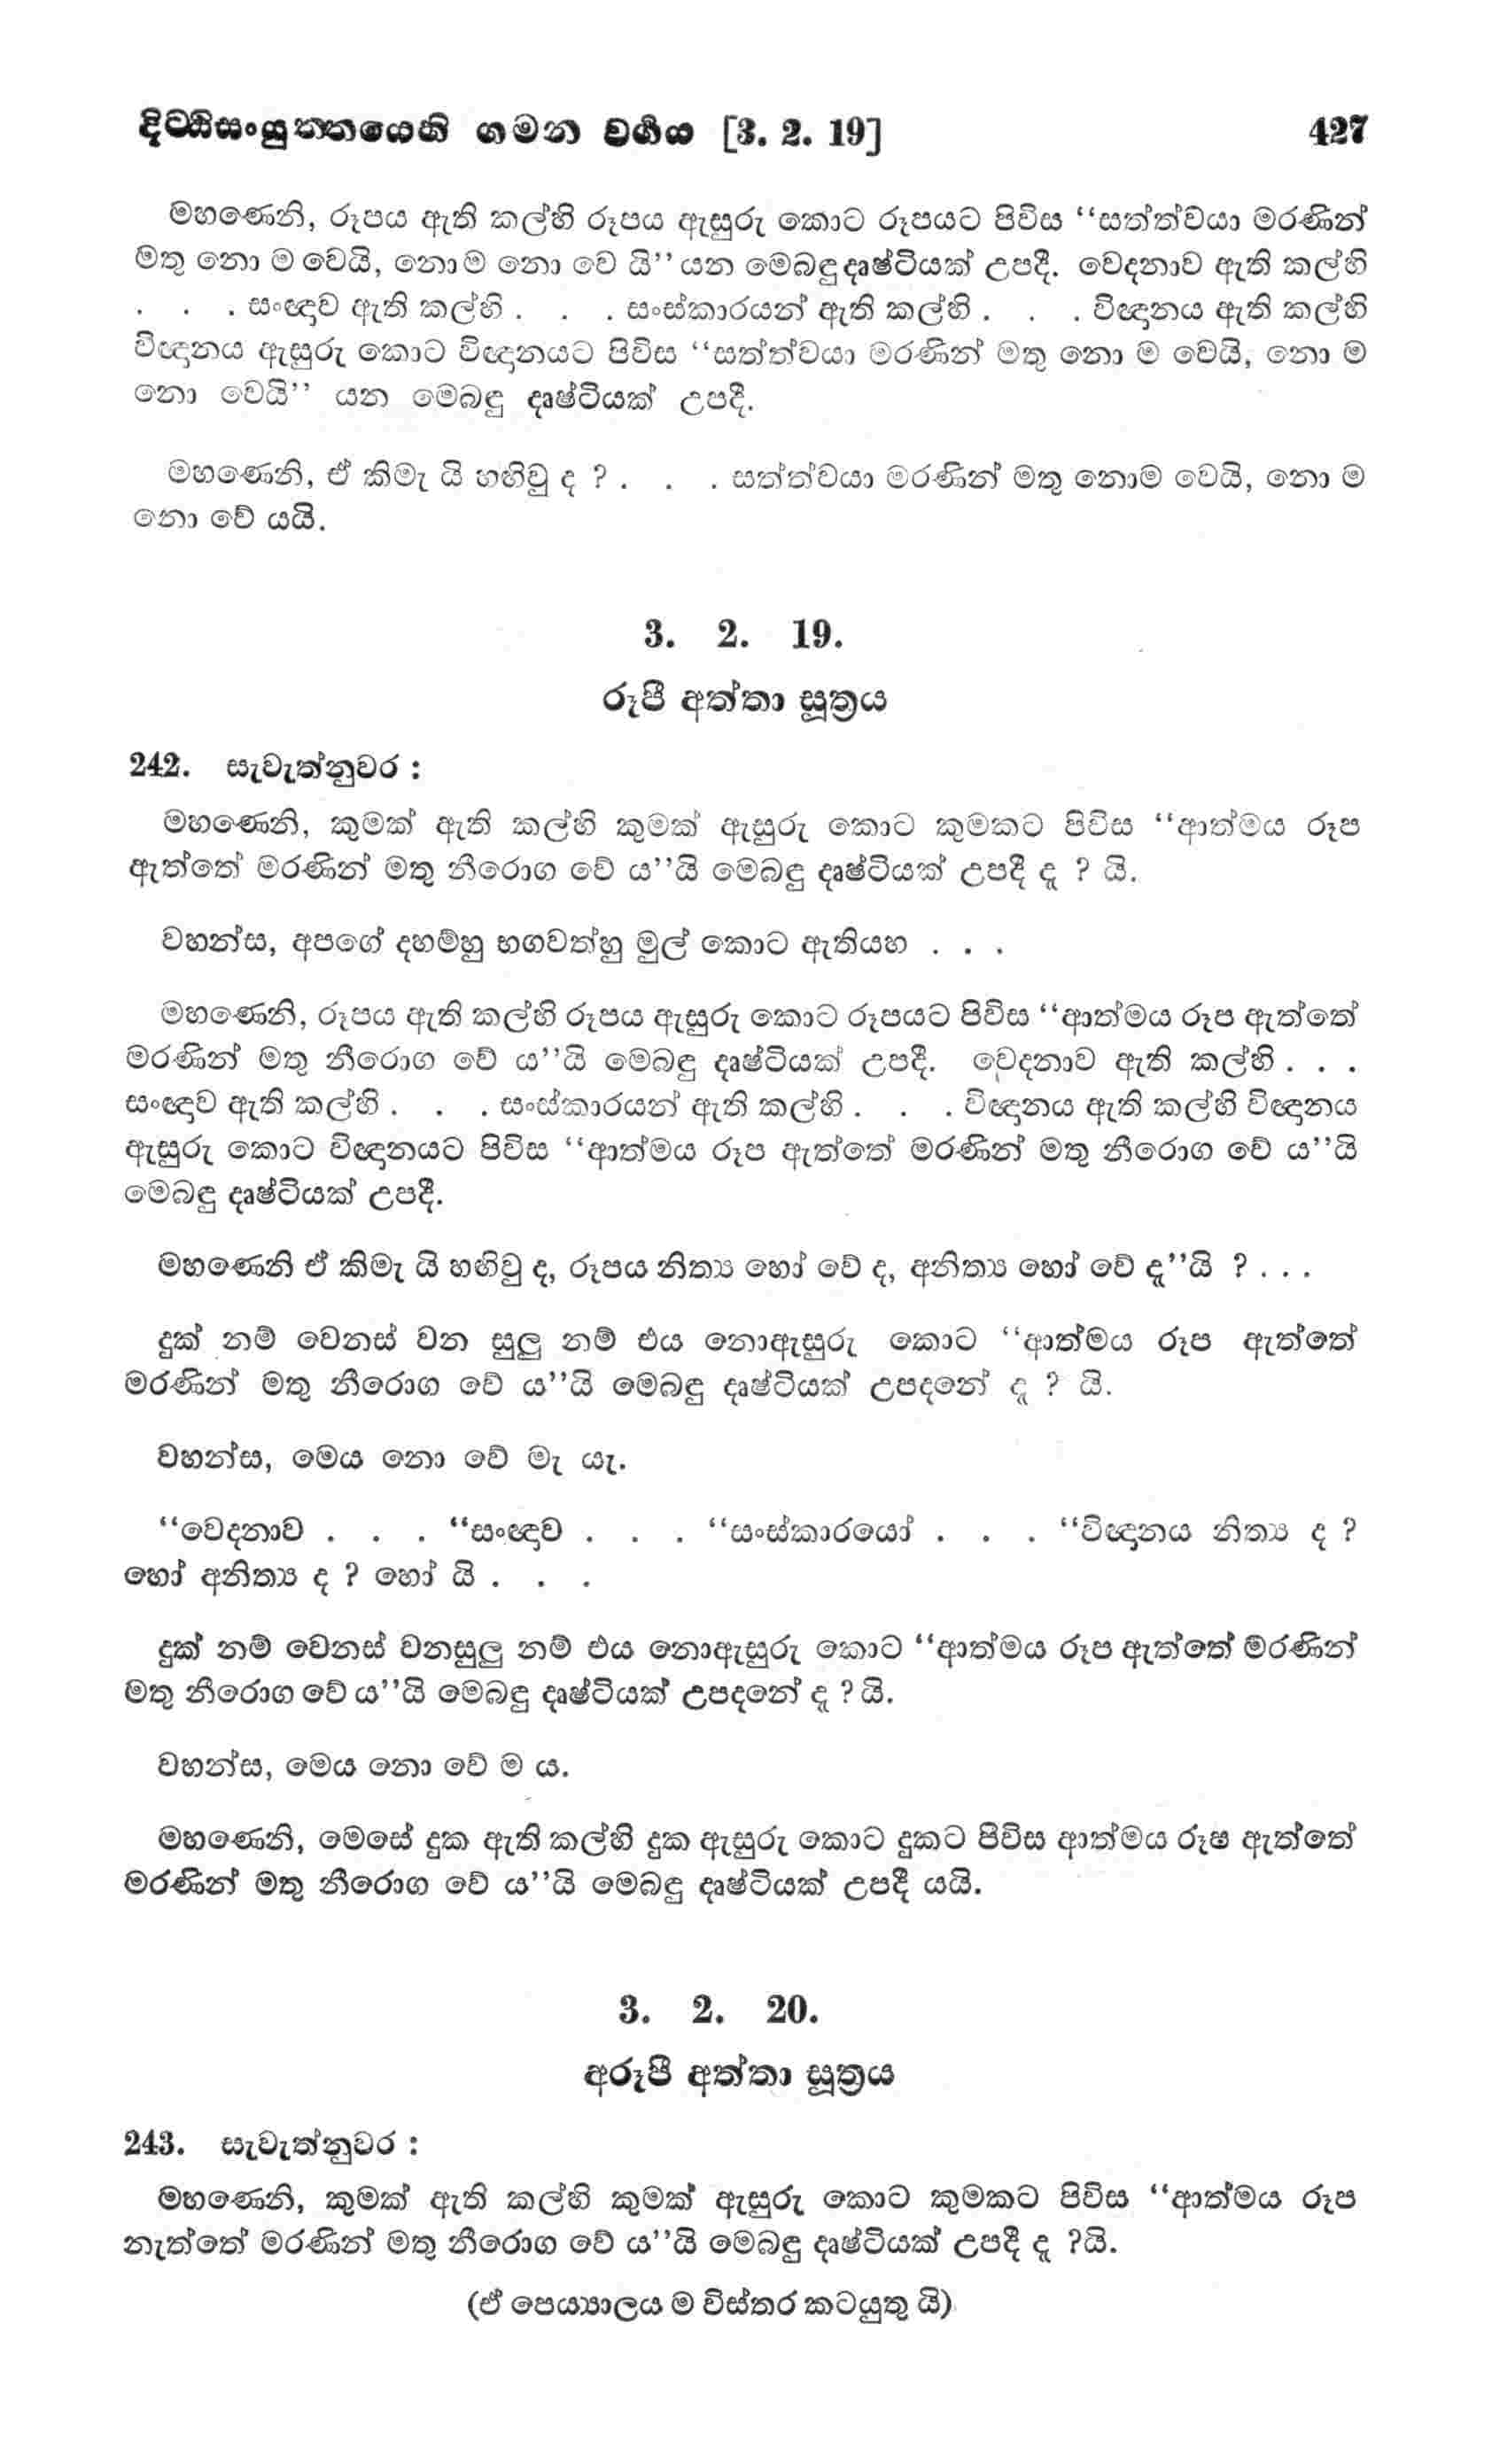 දිට්ඨිසංයුත්තයෙහි ගමන වර්ගය [3. 2. 19] 427
මහණෙනි, රූපය ඇති කල්හි රූපය ඇසුරු කොට රූපයට පිවිස “සත්ත්වයා මරණින්
මතු නො ම වෙයි, නොම නො වෙ යි” යන මෙබඳු දෘෂ්ටියක් උපදී. වෙදනාව ඇති කල්හි
. . . සංඥාව ඇති කල්හි . . . සංස්කාරයන් ඇති කල්හි . . . විඥානය ඇති කල්හි
විඥානය ඇසුරු කොට විඥානයට පිවිස “සත්ත්වයා මරණින් මතු නො ම වෙයි, නො ම
නො වෙයි” යන මෙබඳු දෘෂ්ටියක් උපදී.
මහණෙනි, ඒ කිමැ යි හඟිවු ද ? . . . සත්ත්වයා මරණින් මතු නොම වෙයි, නො ම
නො වේ යයි.
3. 2. 19.
රූපී අත්තා සූත්‍රය
242. සැවැත්නුවර :
මහණෙනි, කුමක් ඇති කල්හි කුමක් ඇසුරු කොට කුමකට පිවිස “ආත්මය රූප
ඇත්තේ මරණින් මතු නීරොග වේ ය”යි මෙබඳු දෘෂ්ටියක් උපදී දැ ? යි.
වහන්ස, අපගේ දහම්හු භගවත්හු මුල් කොට ඇතියහ . . .
මහණෙනි, රූපය ඇති කල්හි රූපය ඇසුරු කොට රූපයට පිවිස “ආත්මය රූප ඇත්තේ
මරණින් මතු නීරොග වේ ය”යි මෙබඳු දෘෂ්ටියක් උපදී. වෙදනාව ඇති කල්හි . . .
සංඥාව ඇති කල්හි . . . සංස්කාරයන් ඇති කල්හි . . . විඥානය ඇති කල්හි විඥානය
ඇසුරු කොට විඥානයට පිවිස “ආත්මය රූප ඇත්තේ මරණින් මතු නීරොග වේ ය”යි
මෙබඳු දෘෂ්ටියක් උපදී.
මහණෙනි ඒ කිමැ යි හඟිවු ද, රූපය නිත්‍ය හෝ වේ ද, අනිත්‍ය හෝ වේ දැ”යි ? . . .
දුක් නම් වෙනස් වන සුලු නම් එය නොඇසුරු කොට “ආත්මය රූප ඇත්තේ
මරණින් මතු නීරොග වේ ය”යි මෙබඳු දෘෂ්ටියක් උපදනේ දැ ? යි.
වහන්ස, මෙය නො වේ මැ යැ.
“වෙදනාව . . . “සංඥාව . . . “සංස්කාරයෝ . . . “විඥානය නිත්‍ය ද ?
හෝ අනිත්‍ය ද ? හෝ යි . . .
දුක් නම් වෙනස් වනසුලු නම් එය නොඇසුරු කොට “ආත්මය රූප ඇත්තේ මරණින්
මතු නීරොග වේ ය”යි මෙබඳු දෘෂ්ටියක් උපදනේ දැ ? යි.
වහන්ස, මෙය නො වේ ම ය.
මහණෙනි, මෙසේ දුක ඇති කල්හි දුක ඇසුරු කොට දුකට පිවිස ආත්මය රූප ඇත්තේ
මරණින් මතු නීරොග වේ ය”යි මෙබඳු දෘෂ්ටියක් උපදී යයි.
3. 2. 20.
අරූපී අත්තා සූත්‍රය
243. සැවැත්නුවර :
මහණෙනි, කුමක් ඇති කල්හි කුමක් ඇසුරු කොට කුමකට පිවිස “ආත්මය රූප
නැත්තේ මරණින් මතු නීරොග වේ ය”යි මෙබඳු දෘෂ්ටියක් උපදී දැ ?යි.
(ඒ පෙය්‍යාලය ම විස්තර කටයුතු යි)